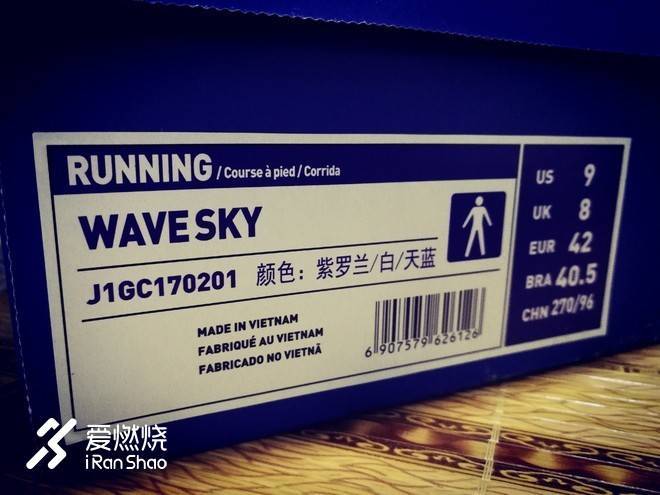 RUNNING / Course à pied / Corrida
WAVE SKY
J1GC170201 颜色：紫罗兰/白/天蓝
MADE IN VIETNAM
FABRIQUÉ AU VIETNAM
FABRICADO NO VIETNÃ
6 907579 626126
US 9
UK 8
EUR 42
BRA 40.5
CHN 270/96
爱燃烧
iRanShao